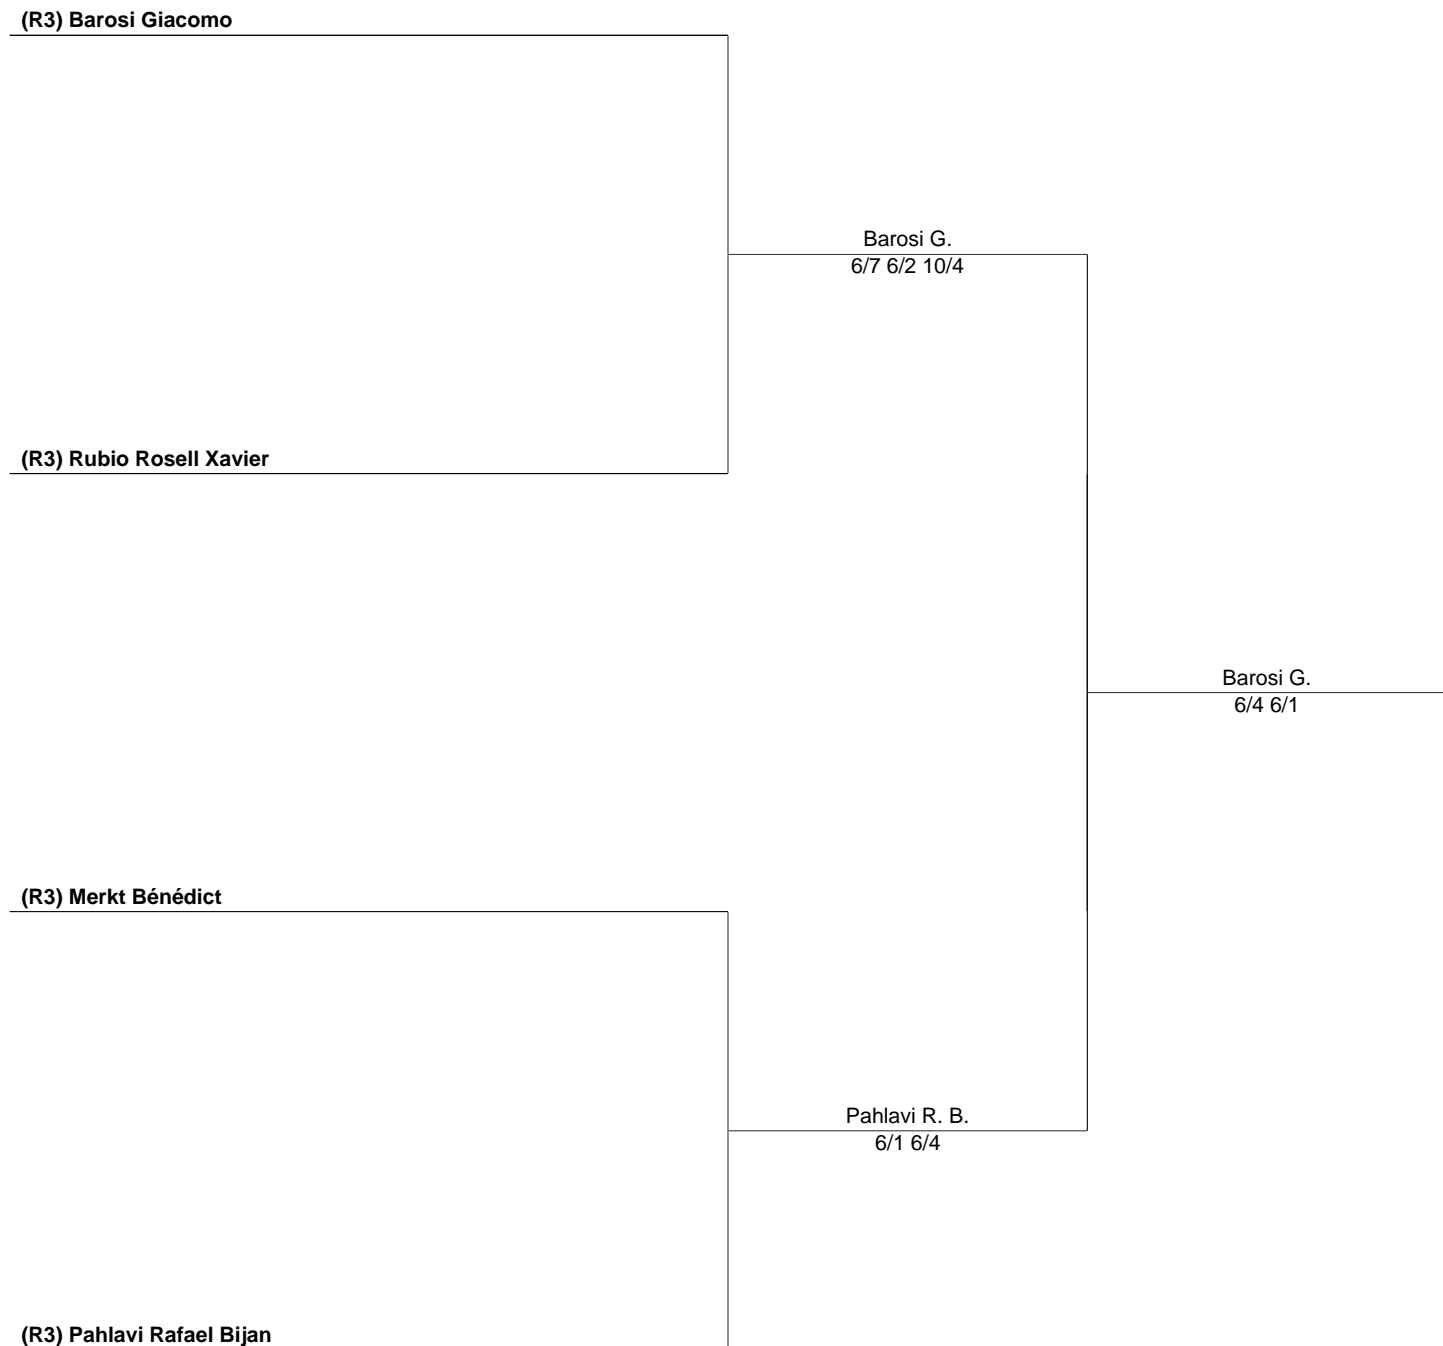 (R3) Barosi Giacomo
Barosi G.
6/7 6/2 10/4
(R3) Rubio Rosell Xavier
Barosi G.
6/4 6/1
(R3) Merkt Bénédict
Pahlavi R. B.
6/1 6/4
(R3) Pahlavi Rafael Bijan